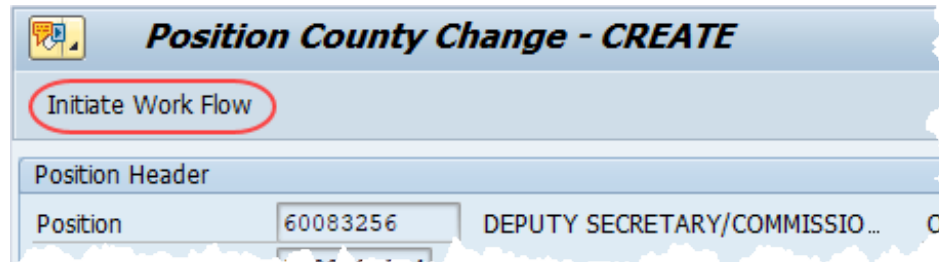 Position County Change - CREATE
Initiate Work Flow
Position Header
Position 60083256 DEPUTY SECRETARY/COMMISSIO...